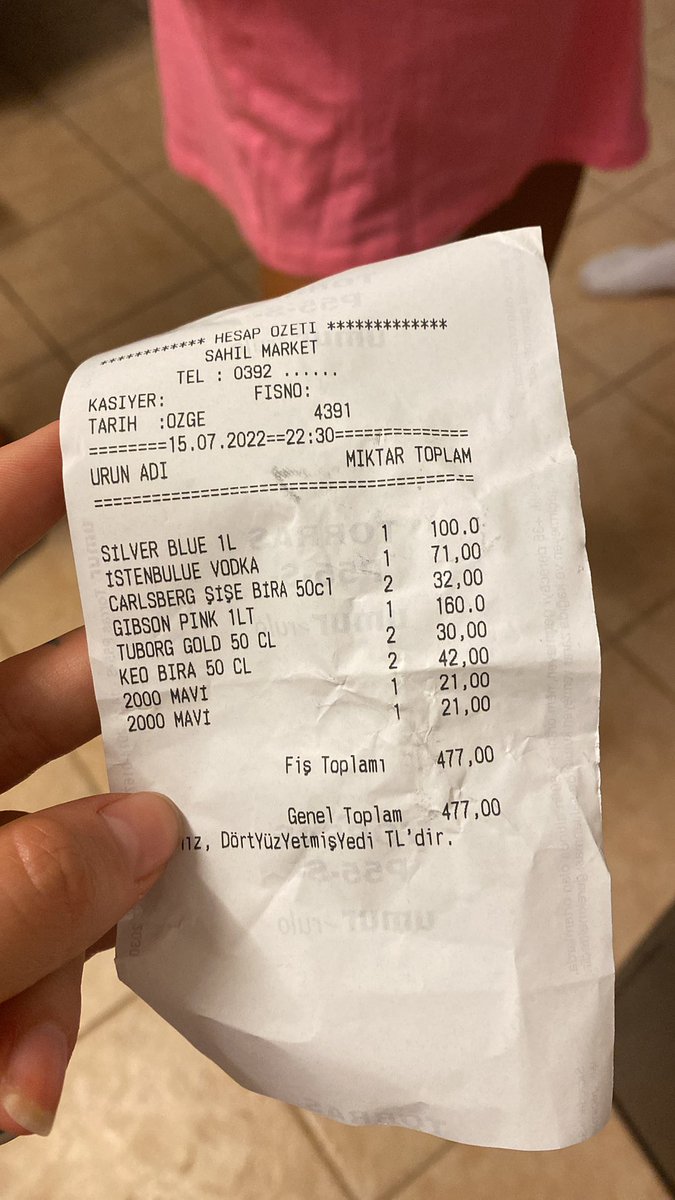 ************ HESAP OZETI *************
SAHIL MARKET
TEL : 0392 ......
KASIYER: FISNO:
TARIH :OZGE 4391
========15.07.2022==22:30==============
URUN ADI MIKTAR TOPLAM
=======================================
SİLVER BLUE 1L 1 100.0
İSTENBULUE VODKA 1 71,00
CARLSBERG ŞİŞE BİRA 50cl 2 32,00
GIBSON PINK 1LT 1 160.0
TUBORG GOLD 50 CL 2 30,00
KEO BIRA 50 CL 2 42,00
2000 MAVİ 1 21,00
2000 MAVİ 1 21,00
Fiş Toplamı 477,00
Genel Toplam 477,00
DörtYüzYetmişYedi TL'dir.